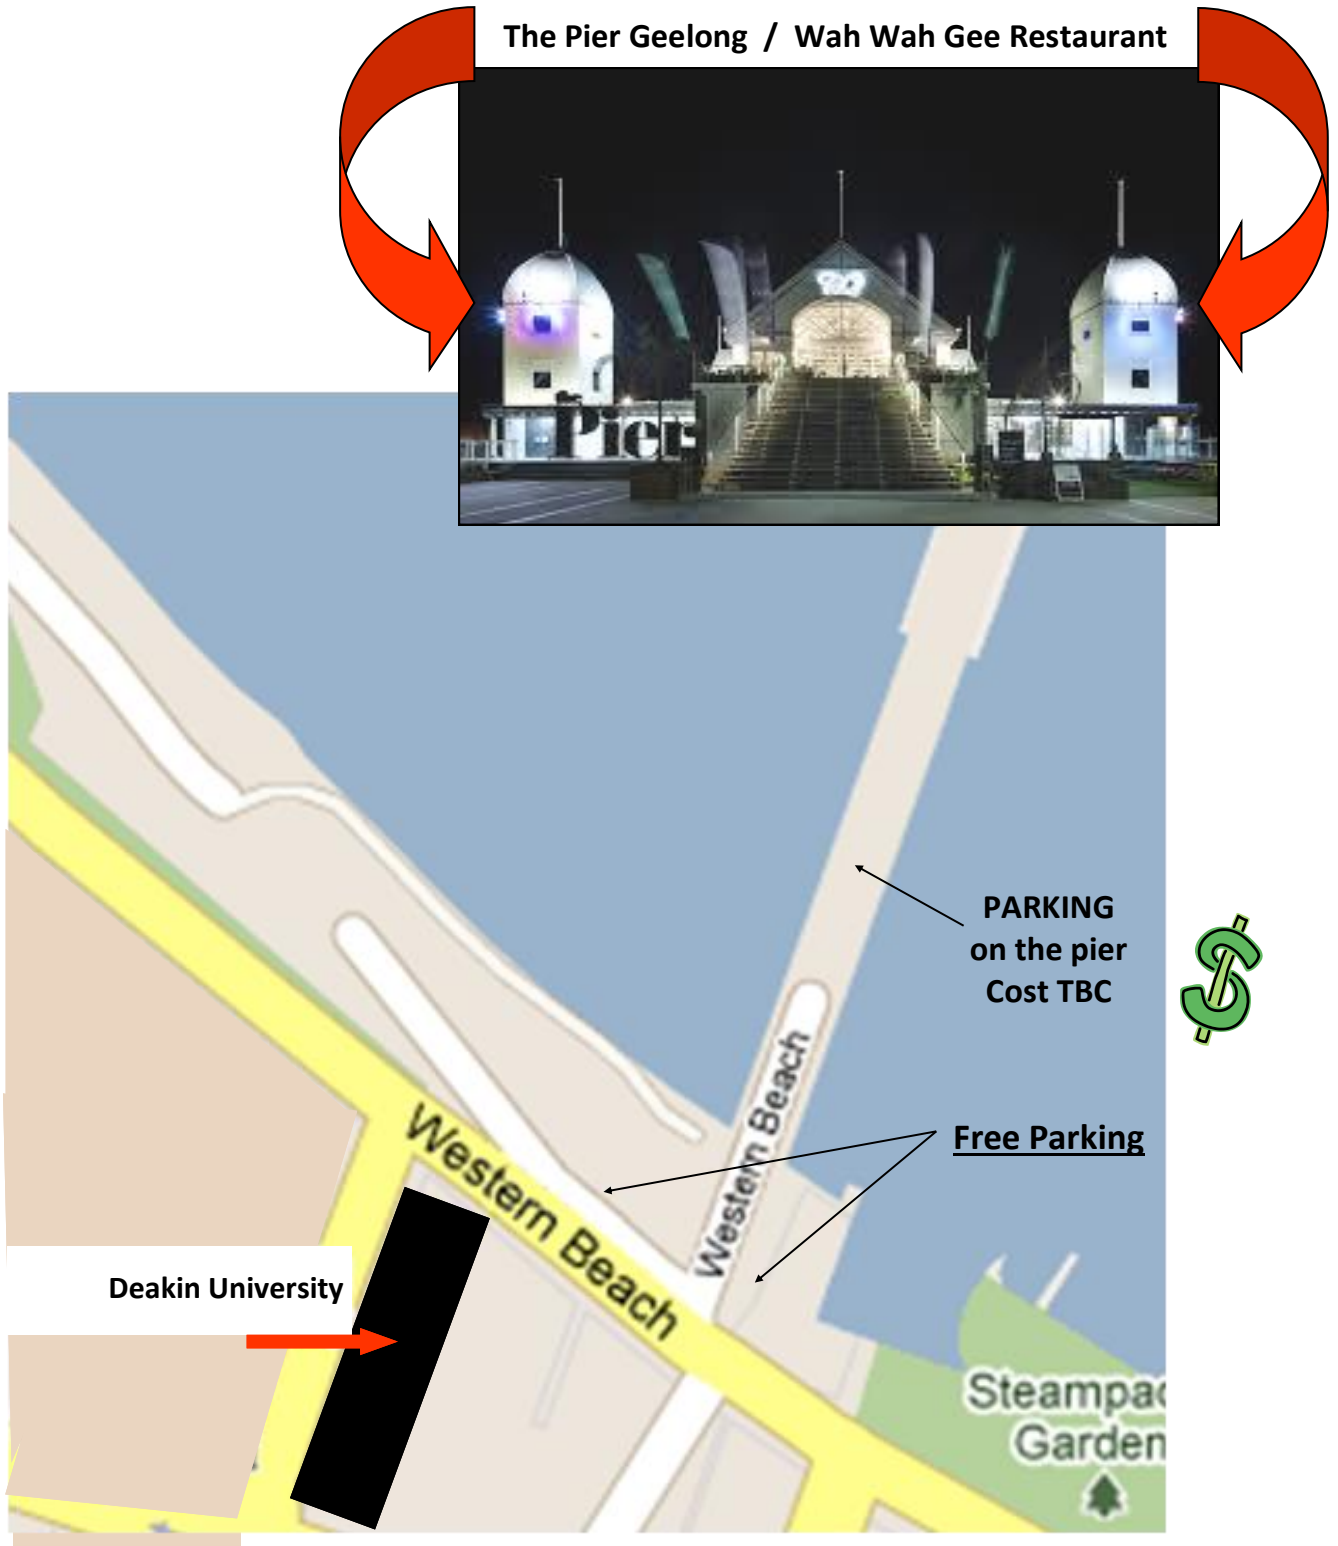 The Pier Geelong / Wah Wah Gee Restaurant
Pier
PARKING
on the pier
Cost TBC
Western Beach
Free Parking
Western Beach
Deakin University
Steampac
Garden